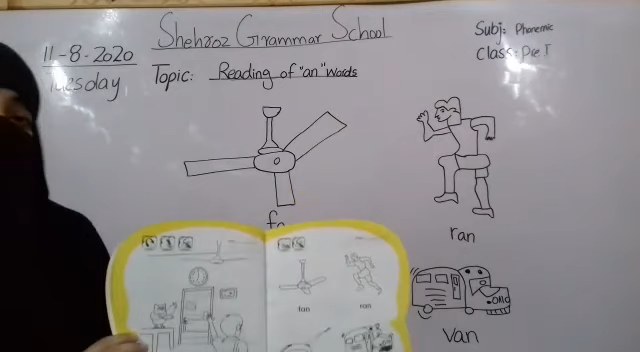 Shehroz Grammar School
11-8-2020
Tuesday
Subj: Phonemic
Class: Pre I
Topic: Reading of "an" words
fa
ran
van
fan
ran